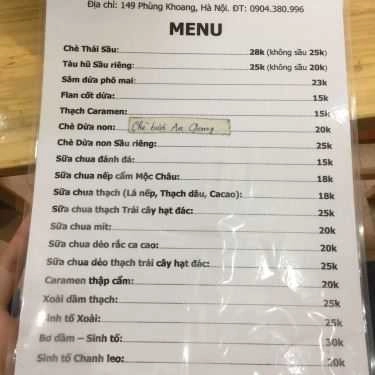 Địa chỉ: 149 Phùng Khoang, Hà Nội. ĐT: 0904.380.996
MENU
Chè Thái Sầu: 28k (không sầu 25k)
Tàu hũ Sầu riêng: 25k (không sầu 20k)
Sâm dứa phô mai: 23k
Flan cốt dừa: 15k
Thạch Caramen: 15k
Chè Dừa non: Chè bưởi An Giang 20k
Chè Dừa non Sầu riêng: 25k
Sữa chua đánh đá: 15k
Sữa chua nếp cẩm Mộc Châu: 18k
Sữa chua thạch (Lá nếp, Thạch dâu, Cacao): 18k
Sữa chua thạch Trái cây hạt đác: 25k
Sữa chua mít: 20k
Sữa chua dẻo rắc ca cao: 20k
Sữa chua dẻo thạch trái cây hạt đác: 25k
Caramen thập cẩm: 20k
Xoài dầm thạch: 25k
Sinh tố Xoài: 25k
Bơ dầm – Sinh tố: 30k
Sinh tố Chanh leo: 20k